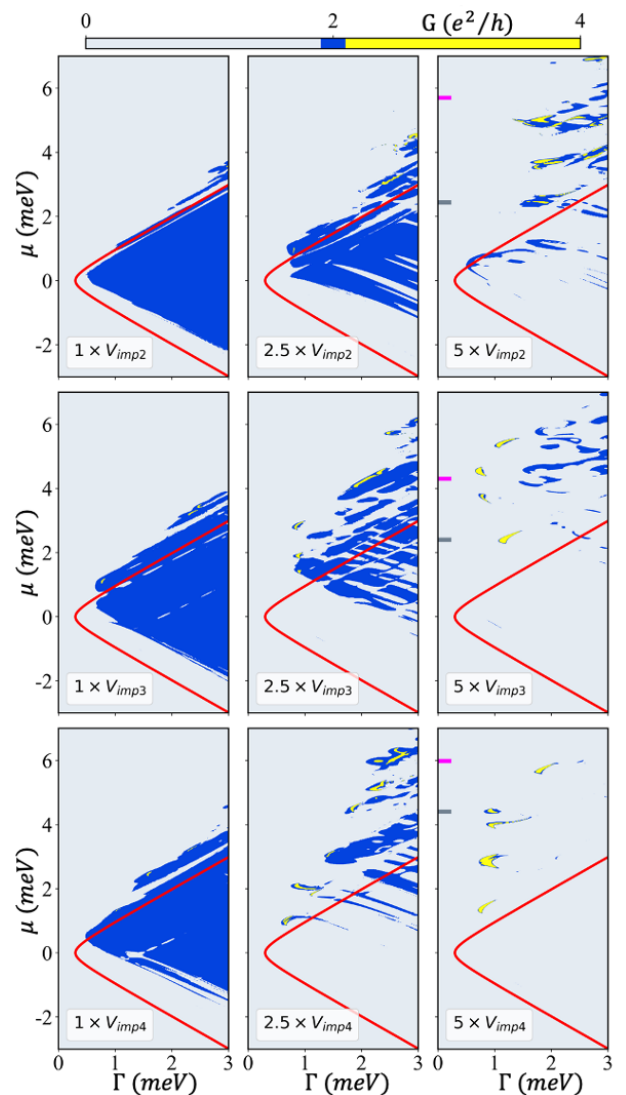 G (e²/h)
0 2 4
6
4
2
0
-2
μ (meV)
1 × V_imp2
2.5 × V_imp2
5 × V_imp2
6
4
2
0
-2
μ (meV)
1 × V_imp3
2.5 × V_imp3
5 × V_imp3
6
4
2
0
-2
μ (meV)
1 × V_imp4
2.5 × V_imp4
5 × V_imp4
0 1 2 3 0 1 2 3 0 1 2 3
Γ (meV) Γ (meV) Γ (meV)